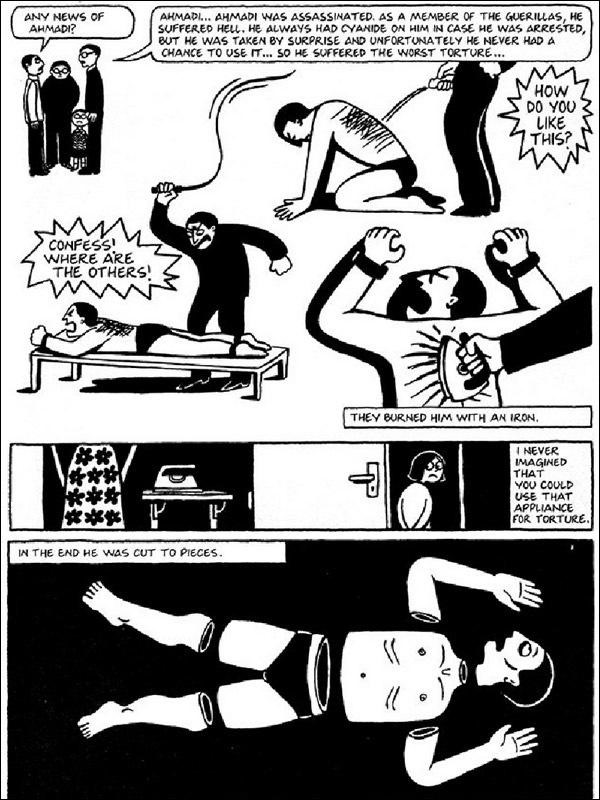 ANY NEWS OF
AHMADI?
AHMADI... AHMADI WAS ASSASSINATED. AS A MEMBER OF THE GUERILLAS, HE
SUFFERED HELL. HE ALWAYS HAD CYANIDE ON HIM IN CASE HE WAS ARRESTED,
BUT HE WAS TAKEN BY SURPRISE AND UNFORTUNATELY HE NEVER HAD A
CHANCE TO USE IT... SO HE SUFFERED THE WORST TORTURE...
HOW
DO YOU
LIKE
THIS?
CONFESS!
WHERE ARE
THE OTHERS!
THEY BURNED HIM WITH AN IRON.
I NEVER
IMAGINED
THAT
YOU COULD
USE THAT
APPLIANCE
FOR TORTURE.
IN THE END HE WAS CUT TO PIECES.